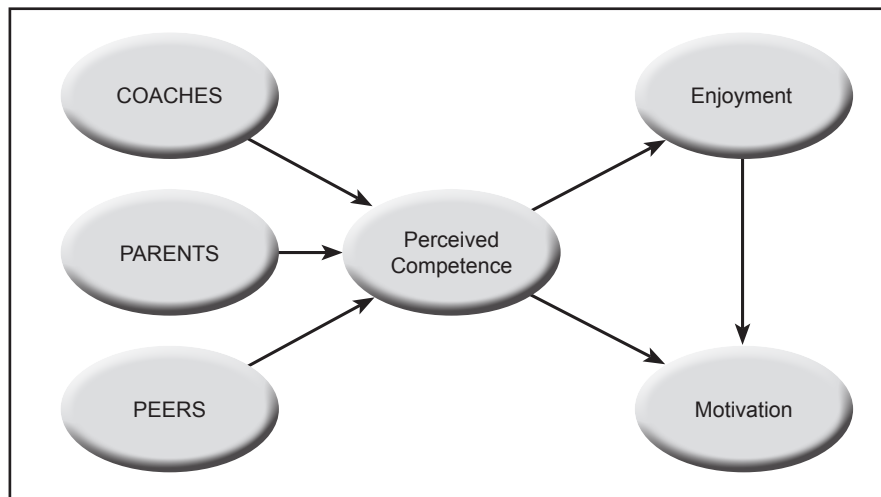 COACHES
Enjoyment
PARENTS
Perceived
Competence
PEERS
Motivation